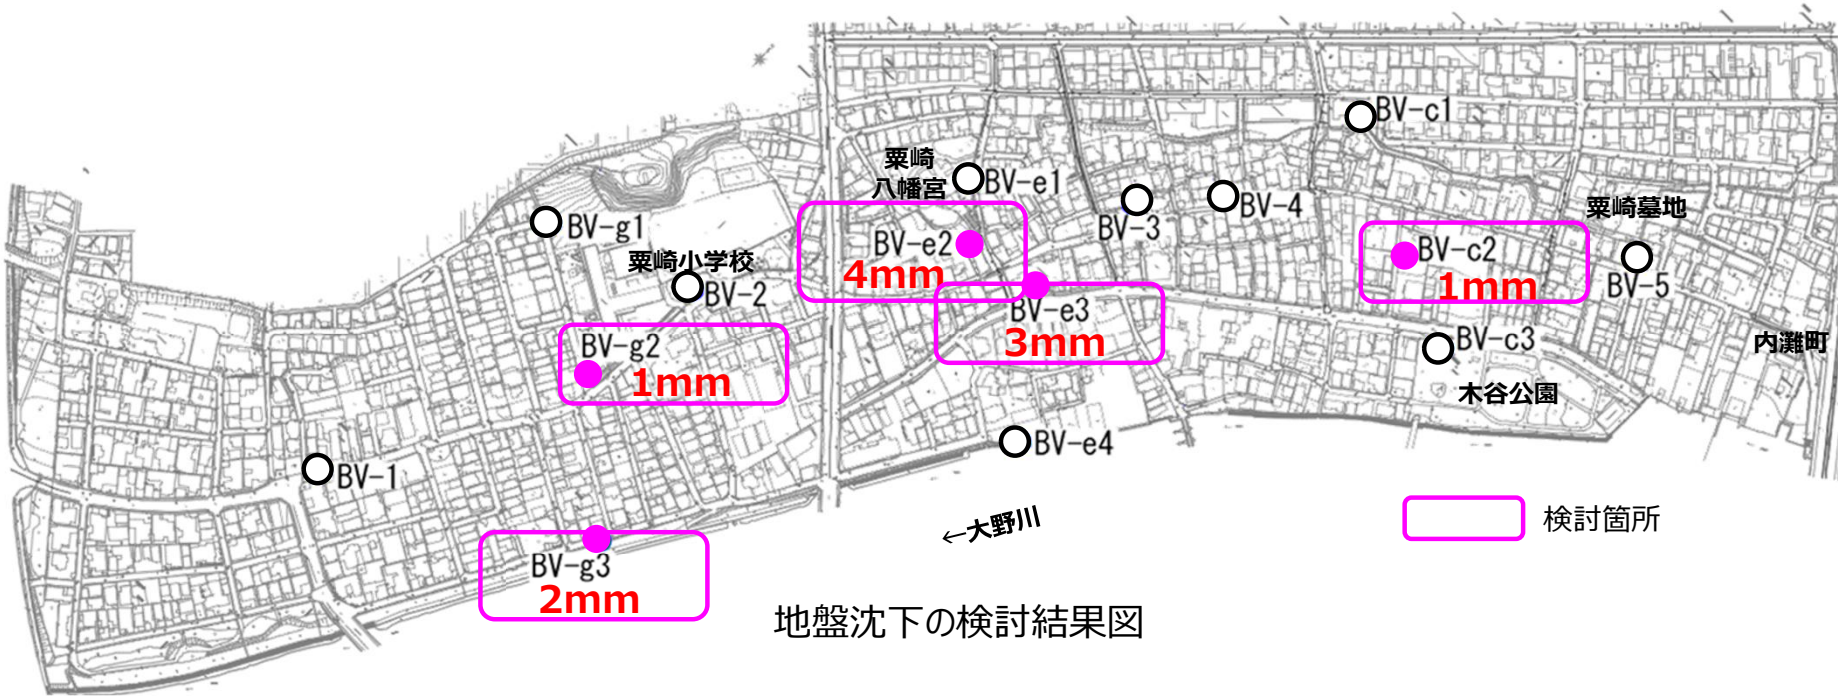 BV-c1
粟崎
八幡宮
BV-e1
BV-3
BV-4
粟崎墓地
BV-g1
粟崎小学校
BV-2
BV-e2
4mm
BV-c2
1mm
BV-5
BV-e3
3mm
BV-c3
内灘町
木谷公園
BV-g2
1mm
BV-e4
BV-1
←大野川
検討箇所
BV-g3
2mm
地盤沈下の検討結果図